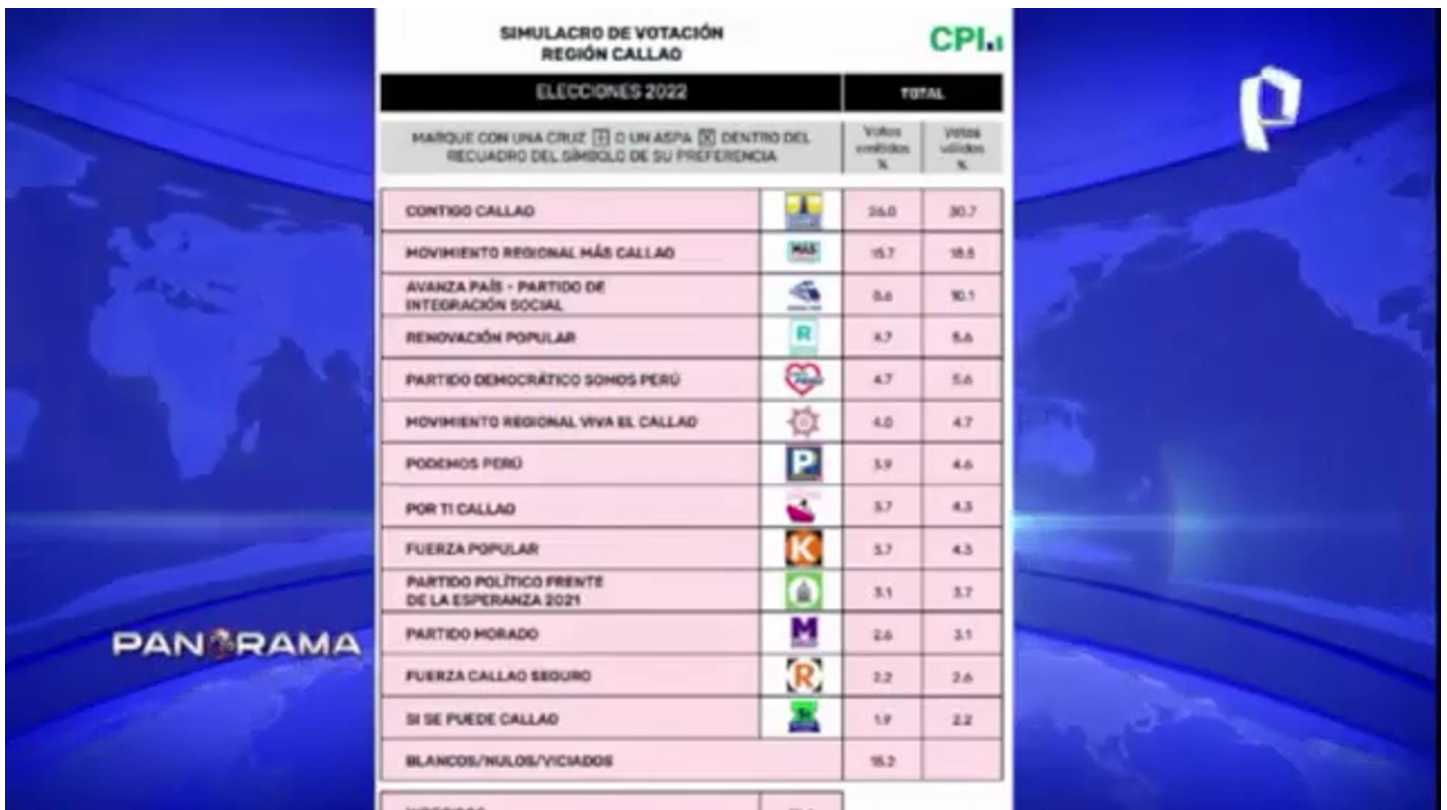 SIMULACRO DE VOTACIÓN
REGIÓN CALLAO
CPI
ELECCIONES 2022 TOTAL
MARQUE CON UNA CRUZ + O UN ASPA X DENTRO DEL
RECUADRO DEL SÍMBOLO DE SU PREFERENCIA
Votos
emitidos
%
Votos
válidos
%
CONTIGO CALLAO 26.0 30.7
MOVIMIENTO REGIONAL MÁS CALLAO MÁS 15.7 18.5
AVANZA PAÍS - PARTIDO DE
INTEGRACIÓN SOCIAL 8.6 10.1
RENOVACIÓN POPULAR R 4.7 5.6
PARTIDO DEMOCRÁTICO SOMOS PERÚ 4.7 5.6
MOVIMIENTO REGIONAL VIVA EL CALLAO 4.0 4.7
PODEMOS PERÚ P 3.9 4.6
POR TI CALLAO 3.7 4.3
FUERZA POPULAR K 3.7 4.3
PARTIDO POLÍTICO FRENTE
DE LA ESPERANZA 2021 3.1 3.7
PARTIDO MORADO M 2.6 3.1
FUERZA CALLAO SEGURO R 2.2 2.6
SI SE PUEDE CALLAO 1.9 2.2
BLANCOS/NULOS/VICIADOS 15.2
PANORAMA
P